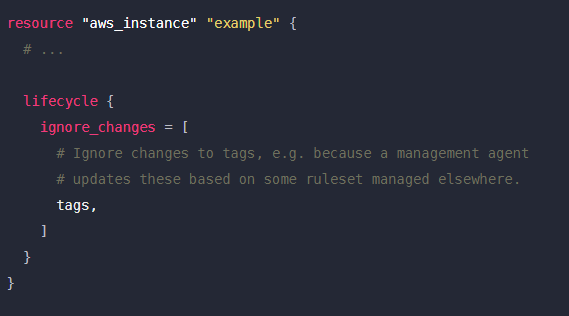 resource "aws_instance" "example" {
# ...
lifecycle {
ignore_changes = [
# Ignore changes to tags, e.g. because a management agent
# updates these based on some ruleset managed elsewhere.
tags,
]
}
}